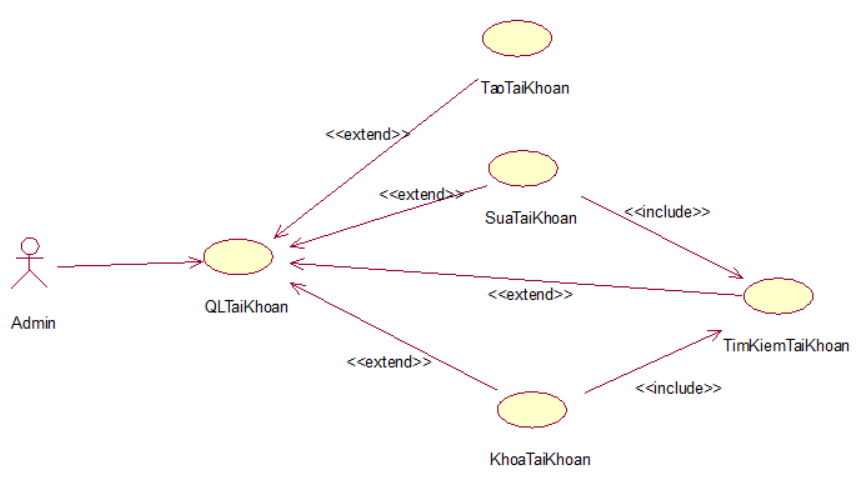 TaoTaiKhoan
<<extend>>
<<extend>>
SuaTaiKhoan
<<include>>
<<extend>>
QLTaiKhoan
Admin
TimKiemTaiKhoan
<<extend>>
<<include>>
KhoaTaiKhoan